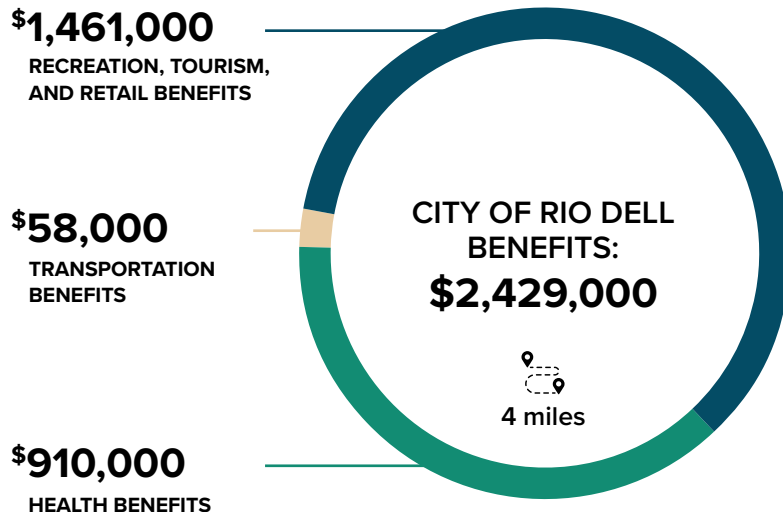 $1,461,000
RECREATION, TOURISM,
AND RETAIL BENEFITS
$58,000
TRANSPORTATION
BENEFITS
$910,000
HEALTH BENEFITS
CITY OF RIO DELL
BENEFITS:
$2,429,000
4 miles